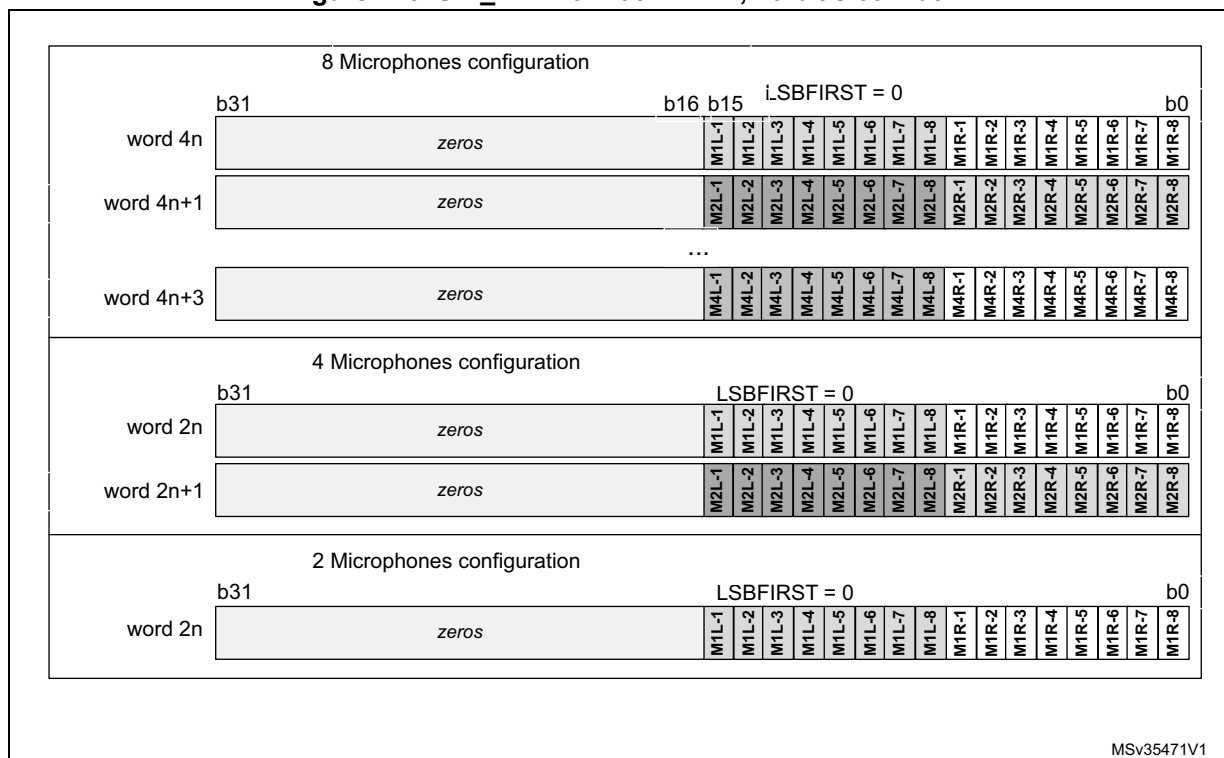 8 Microphones configuration
LSBFIRST = 0
b31 b16 b15 b0
word 4n zeros M1L-1 M1L-2 M1L-3 M1L-4 M1L-5 M1L-6 M1L-7 M1L-8 M1R-1 M1R-2 M1R-3 M1R-4 M1R-5 M1R-6 M1R-7 M1R-8
word 4n+1 zeros M2L-1 M2L-2 M2L-3 M2L-4 M2L-5 M2L-6 M2L-7 M2L-8 M2R-1 M2R-2 M2R-3 M2R-4 M2R-5 M2R-6 M2R-7 M2R-8
...
word 4n+3 zeros M4L-1 M4L-2 M4L-3 M4L-4 M4L-5 M4L-6 M4L-7 M4L-8 M4R-1 M4R-2 M4R-3 M4R-4 M4R-5 M4R-6 M4R-7 M4R-8
4 Microphones configuration
b31 LSBFIRST = 0 b0
word 2n zeros M1L-1 M1L-2 M1L-3 M1L-4 M1L-5 M1L-6 M1L-7 M1L-8 M1R-1 M1R-2 M1R-3 M1R-4 M1R-5 M1R-6 M1R-7 M1R-8
word 2n+1 zeros M2L-1 M2L-2 M2L-3 M2L-4 M2L-5 M2L-6 M2L-7 M2L-8 M2R-1 M2R-2 M2R-3 M2R-4 M2R-5 M2R-6 M2R-7 M2R-8
2 Microphones configuration
b31 LSBFIRST = 0 b0
word 2n zeros M1L-1 M1L-2 M1L-3 M1L-4 M1L-5 M1L-6 M1L-7 M1L-8 M1R-1 M1R-2 M1R-3 M1R-4 M1R-5 M1R-6 M1R-7 M1R-8
MSv35471V1